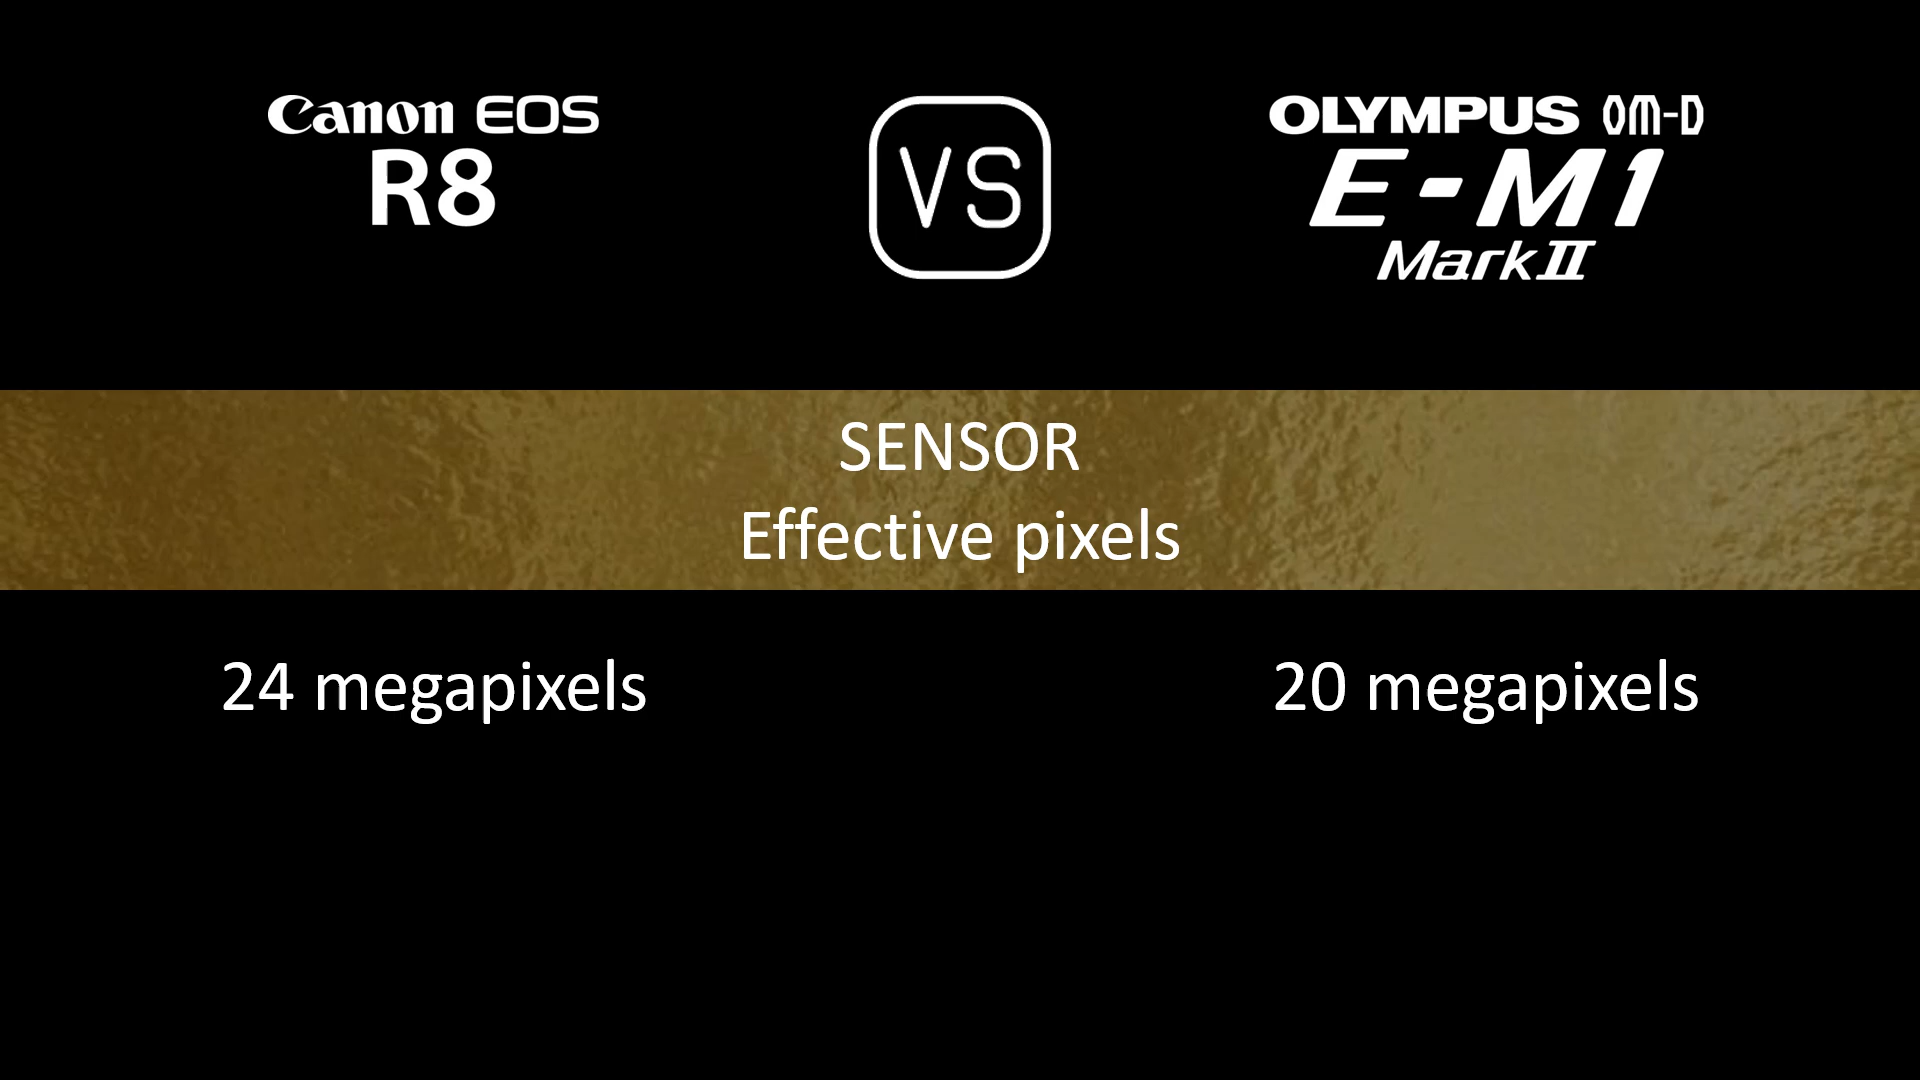 Canon EOS
R8
VS
OLYMPUS OM-D
E-M1
Mark II
SENSOR
Effective pixels
24 megapixels
20 megapixels